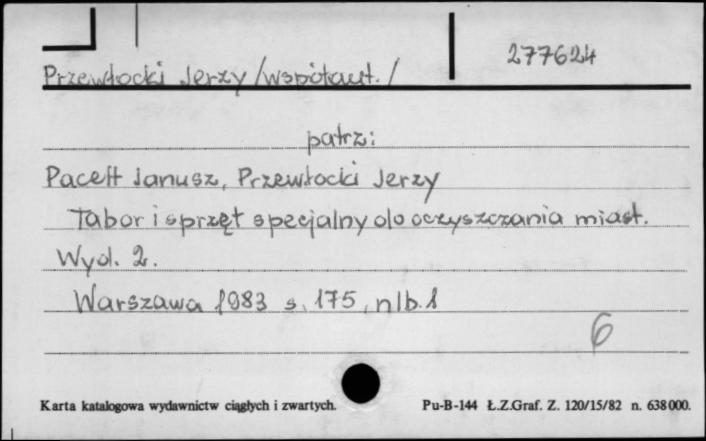 277624
Przewłocki Jerzy /współaut./
patrz:
Pacelt Janusz, Przewłocki Jerzy
Tabor i sprzęt specjalny do oczyszczania miast.
Wyd. 2.
Warszawa 1983 s. 175, nlb. 1
6
Karta katalogowa wydawnictw ciągłych i zwartych. Pu-B-144 Ł.Z.Graf. Z. 120/15/82 n. 638000.